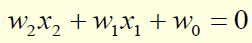 w₂x₂ + w₁x₁ + w₀ = 0